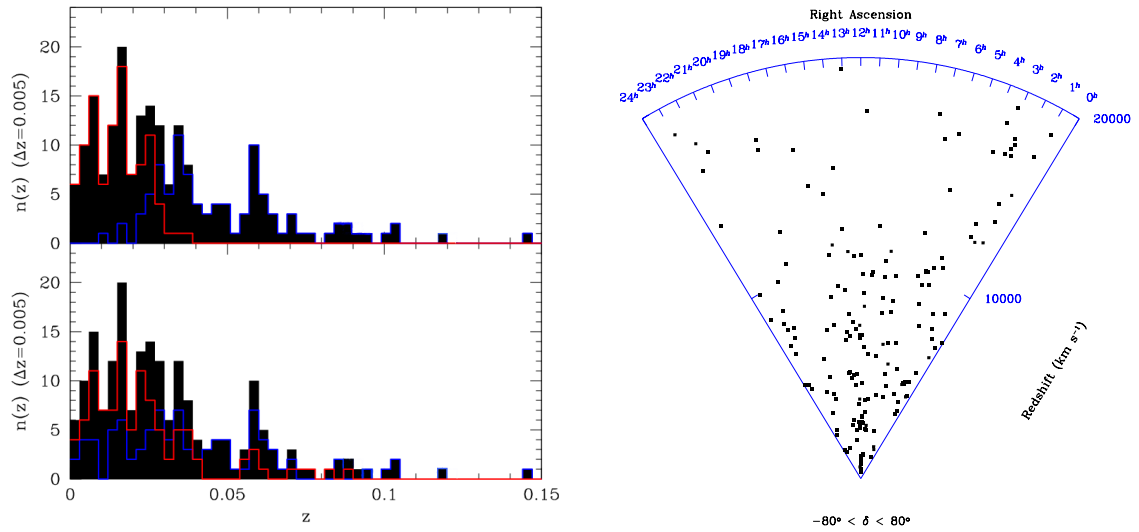 20
15
10
5
0
n(z) (Δz=0.005)
20
15
10
5
0
n(z) (Δz=0.005)
0
0.05
0.1
0.15
z
Right Ascension
24ʰ 23ʰ 22ʰ 21ʰ 20ʰ 19ʰ 18ʰ 17ʰ 16ʰ 15ʰ 14ʰ 13ʰ 12ʰ 11ʰ 10ʰ 9ʰ 8ʰ 7ʰ 6ʰ 5ʰ 4ʰ 3ʰ 2ʰ 1ʰ 0ʰ
20000
10000
Redshift (km s⁻¹)
−80° < δ < 80°